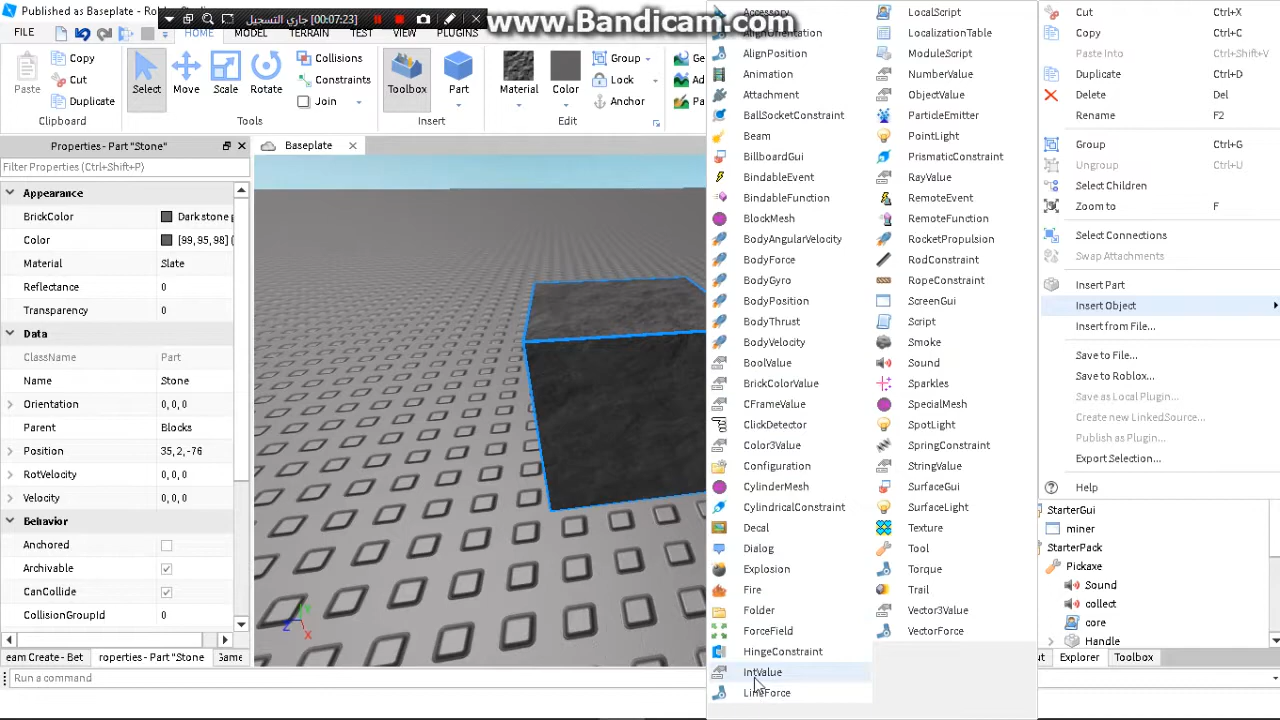 Published as Baseplate - Ro
جاري التسجيل [00:07:23]
www.Bandicam.com
LE
HOME
MODEL
TERRAIN
TEST
VIEW
PLUGINS
Paste
Copy
Cut
Duplicate
Clipboard
Select
Move
Scale
Rotate
Collisions
Constraints
Join
Tools
Toolbox
Part
Insert
Material
Color
Group
Lock
Anchor
Edit
Ge
Ad
Pa
Properties - Part "Stone"
Filter Properties (Ctrl+Shift+P)
Appearance
BrickColor Dark stone g
Color [99, 95, 98] (
Material Slate
Reflectance 0
Transparency 0
Data
ClassName Part
Name Stone
Orientation 0, 0, 0
Parent
Position 35, 2, -76
RotVelocity 0, 0, 0
Velocity 0, 0, 0
Behavior
Anchored
Archivable
CanCollide
CollisionGroupId 0
roperties - Part "Stone
Game
un a command
Baseplate
Accessory
AlignOrientation
AlignPosition
Animation
Attachment
BallSocketConstraint
Beam
BillboardGui
BindableEvent
BindableFunction
BlockMesh
BodyAngularVelocity
BodyForce
BodyGyro
BodyPosition
BodyThrust
BodyVelocity
BoolValue
BrickColorValue
CFrameValue
ClickDetector
Color3Value
Configuration
CylinderMesh
CylindricalConstraint
Decal
Dialog
Explosion
Fire
Folder
ForceField
HingeConstraint
IntValue
LineForce
LocalScript
LocalizationTable
ModuleScript
NumberValue
ObjectValue
ParticleEmitter
PointLight
PrismaticConstraint
RayValue
RemoteEvent
RemoteFunction
RocketPropulsion
RodConstraint
RopeConstraint
ScreenGui
Script
Smoke
Sound
Sparkles
SpecialMesh
SpotLight
SpringConstraint
StringValue
SurfaceGui
SurfaceLight
Texture
Tool
Torque
Trail
Vector3Value
VectorForce
Cut Ctrl+X
Copy Ctrl+C
Paste Into Ctrl+Shift+V
Duplicate Ctrl+D
Delete Del
Rename F2
Group Ctrl+G
Ungroup Ctrl+U
Select Children
Zoom to F
Select Connections
Swap Attachments
Insert Part
Insert Object
Insert from File...
Save to File...
Save to Roblox...
Save as Local Plugin...
Create new LinkedSource...
Publish as Plugin...
Export Selection...
Help
StarterGui
miner
StarterPack
Pickaxe
Sound
collect
core
Handle
ut
Explorer
Toolbox